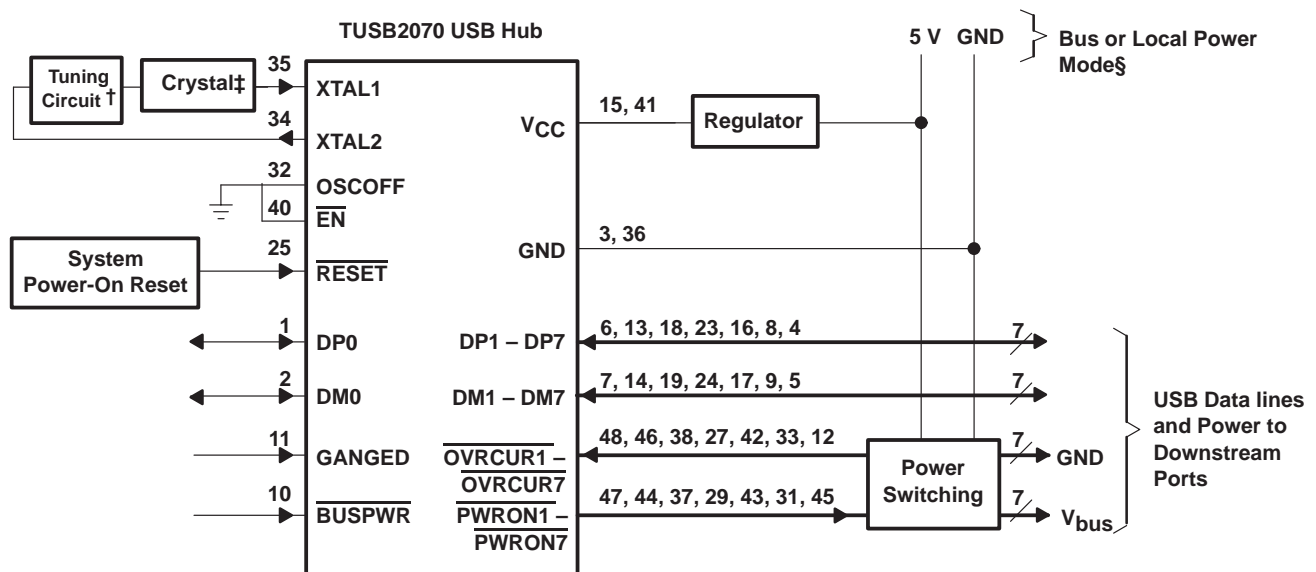 TUSB2070 USB Hub
5 V GND
Bus or Local Power
Mode§
Tuning
Circuit †
Crystal‡
35
XTAL1
34
XTAL2
32
OSCOFF
40
EN
System
Power-On Reset
25
RESET
1
DP0
2
DM0
11
GANGED
10
BUSPWR
VCC
15, 41
Regulator
GND
3, 36
DP1 – DP7
6, 13, 18, 23, 16, 8, 4
7
DM1 – DM7
7, 14, 19, 24, 17, 9, 5
7
OVRCUR1 –
OVRCUR7
48, 46, 38, 27, 42, 33, 12
PWRON1 –
PWRON7
47, 44, 37, 29, 43, 31, 45
Power
Switching
7
GND
7
Vbus
USB Data lines
and Power to
Downstream
Ports